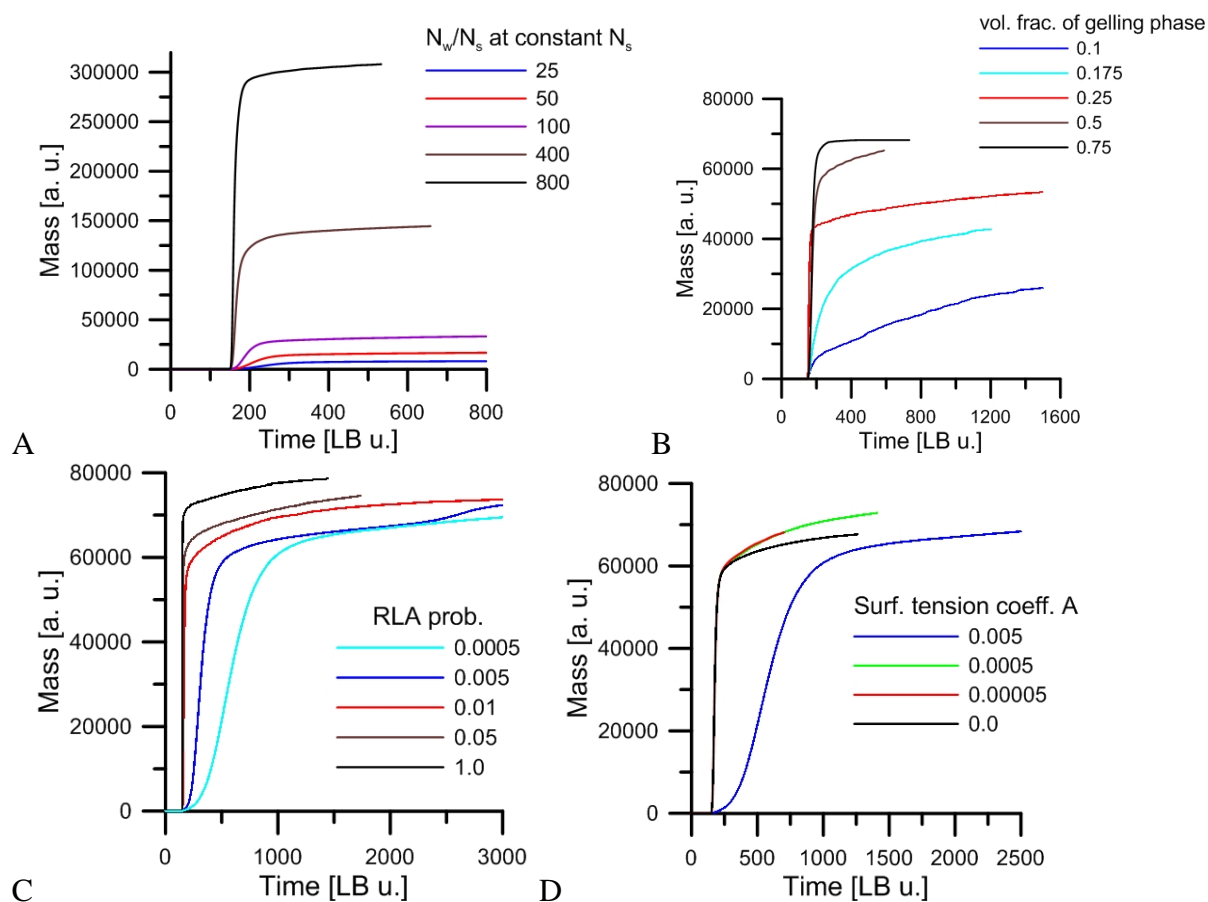 N_w/N_s at constant N_s
25
50
100
400
800
Mass [a. u.]
300000
250000
200000
150000
100000
50000
0
0 200 400 600 800
Time [LB u.]
A
vol. frac. of gelling phase
0.1
0.175
0.25
0.5
0.75
Mass [a. u.]
80000
60000
40000
20000
0
0 400 800 1200 1600
Time [LB u.]
B
Mass [a. u.]
80000
60000
40000
20000
0
RLA prob.
0.0005
0.005
0.01
0.05
1.0
0 1000 2000 3000
Time [LB u.]
C
Mass [a. u.]
80000
60000
40000
20000
0
Surf. tension coeff. A
0.005
0.0005
0.00005
0.0
0 500 1000 1500 2000 2500
Time [LB u.]
D